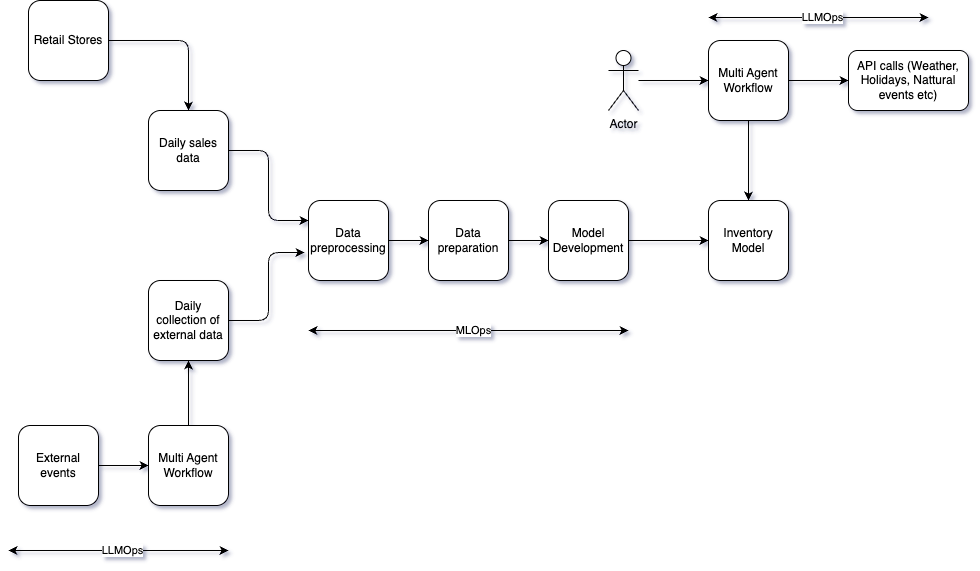 Retail Stores
LLMOps
Multi Agent
Workflow
API calls (Weather,
Holidays, Nattural
events etc)
Actor
Daily sales
data
Data
preprocessing
Data
preparation
Model
Development
Inventory
Model
Daily
collection of
external data
MLOps
External
events
Multi Agent
Workflow
LLMOps